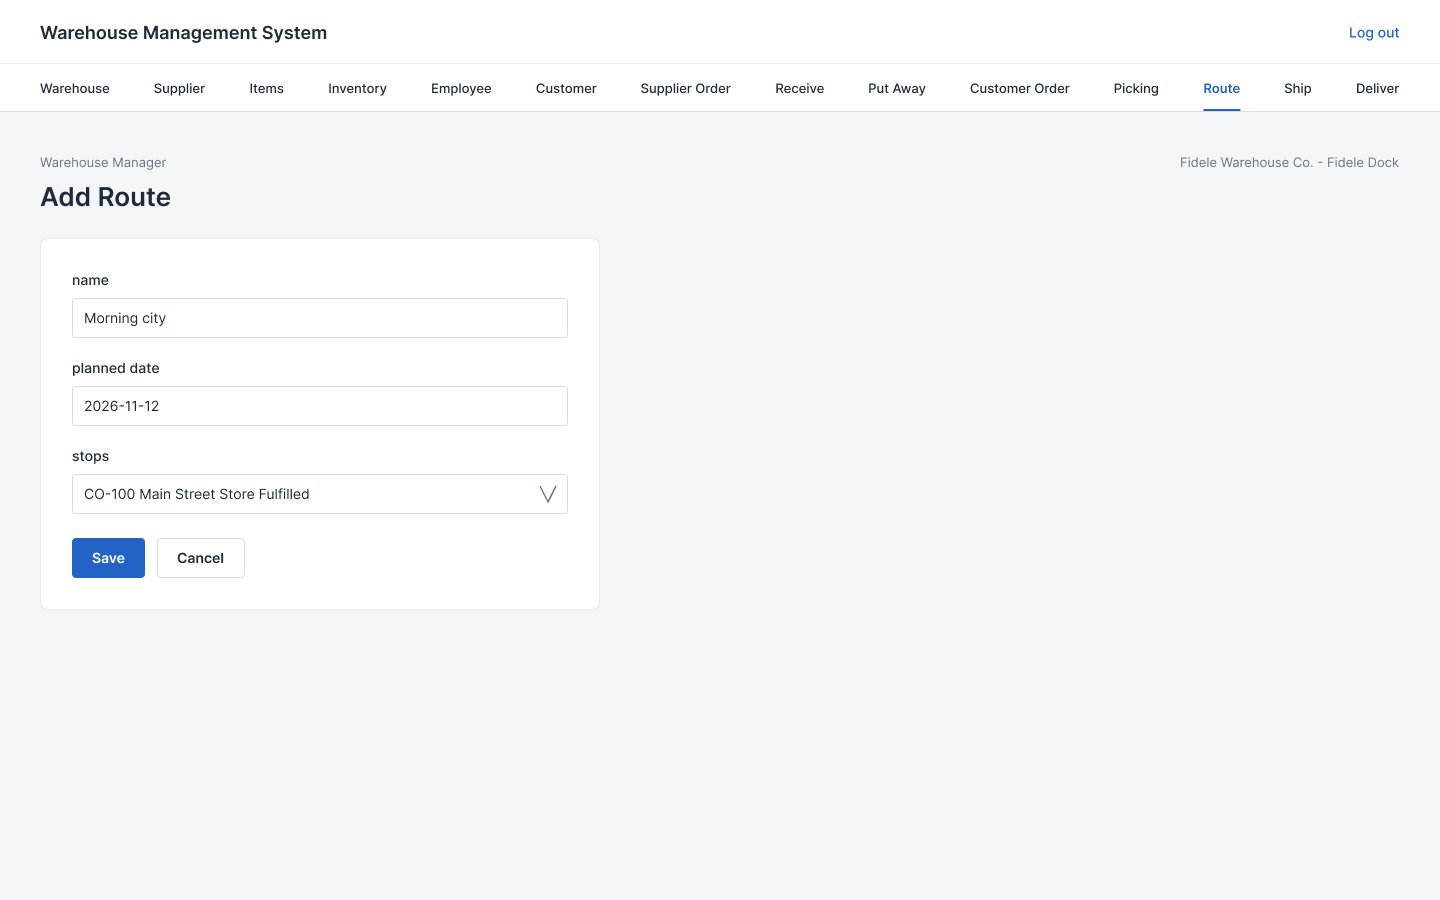 Warehouse Management System
Log out
Warehouse Supplier Items Inventory Employee Customer Supplier Order Receive Put Away Customer Order Picking Route Ship Deliver
Warehouse Manager
Fidele Warehouse Co. - Fidele Dock
Add Route
name
Morning city
planned date
2026-11-12
stops
CO-100 Main Street Store Fulfilled
Save Cancel